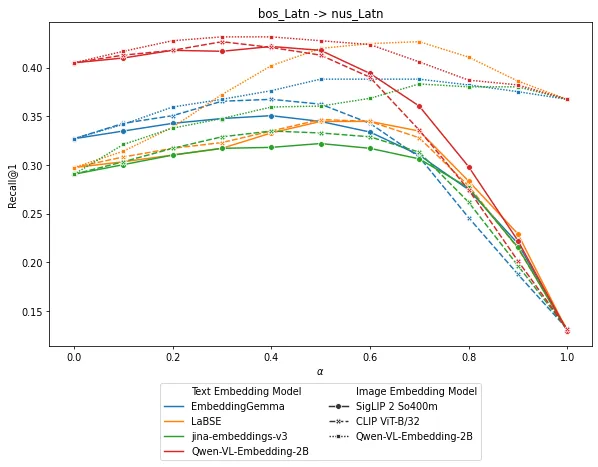 bos_Latn -> nus_Latn
Recall@1
0.40
0.35
0.30
0.25
0.20
0.15
0.0
0.2
0.4
0.6
0.8
1.0
α
Text Embedding Model
EmbeddingGemma
LaBSE
jina-embeddings-v3
Qwen-VL-Embedding-2B
Image Embedding Model
SigLIP 2 So400m
CLIP ViT-B/32
Qwen-VL-Embedding-2B